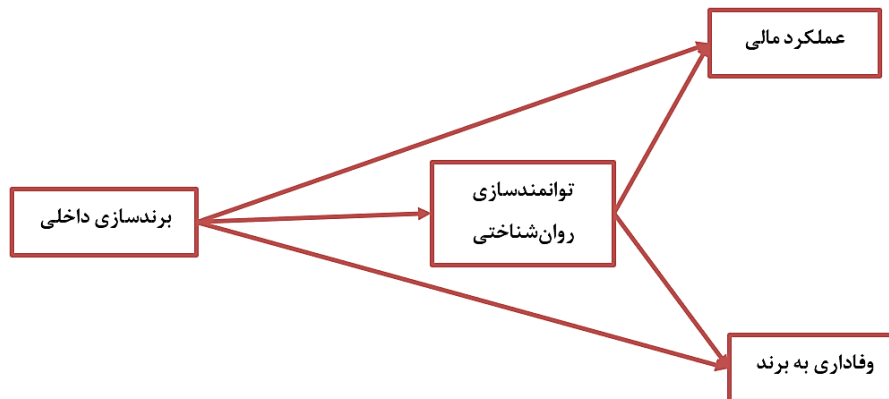 عملکرد مالی
توانمندسازی
روان‌شناختی
برندسازی داخلی
وفاداری به برند